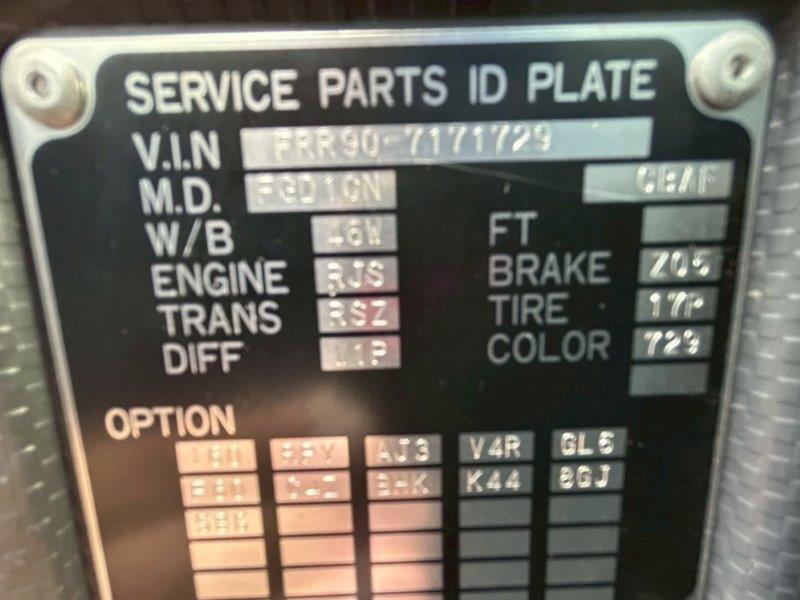 SERVICE PARTS ID PLATE
V.I.N FRR90-7171729
M.D. FGD1CN
W/B 46W FT
ENGINE RJS BRAKE Z05
TRANS RSZ TIRE 17P
DIFF COLOR 729
OPTION
AJ3 V4R GL6
BHK K44 8GJ